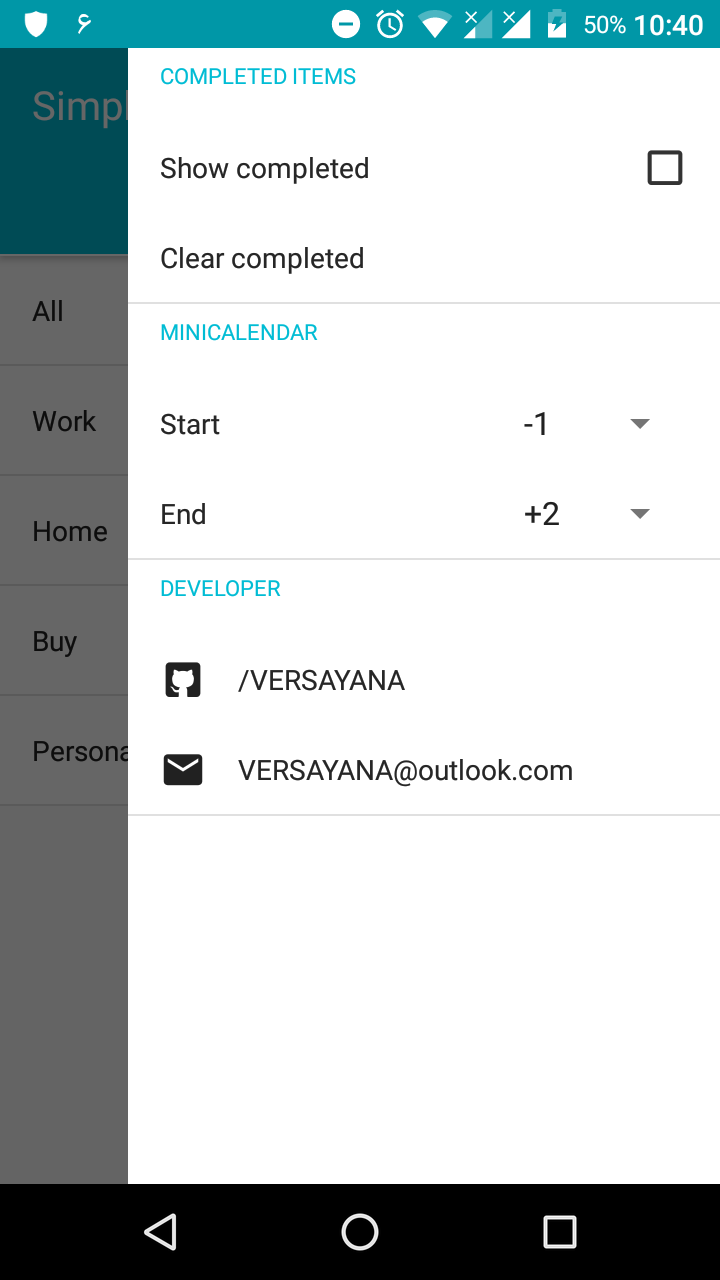 ۶ 50% 10:40
Simpl
COMPLETED ITEMS
Show completed
Clear completed
All
MINICALENDAR
Work
Start -1
Home
End +2
DEVELOPER
Buy
/VERSAYANA
Persona
VERSAYANA@outlook.com